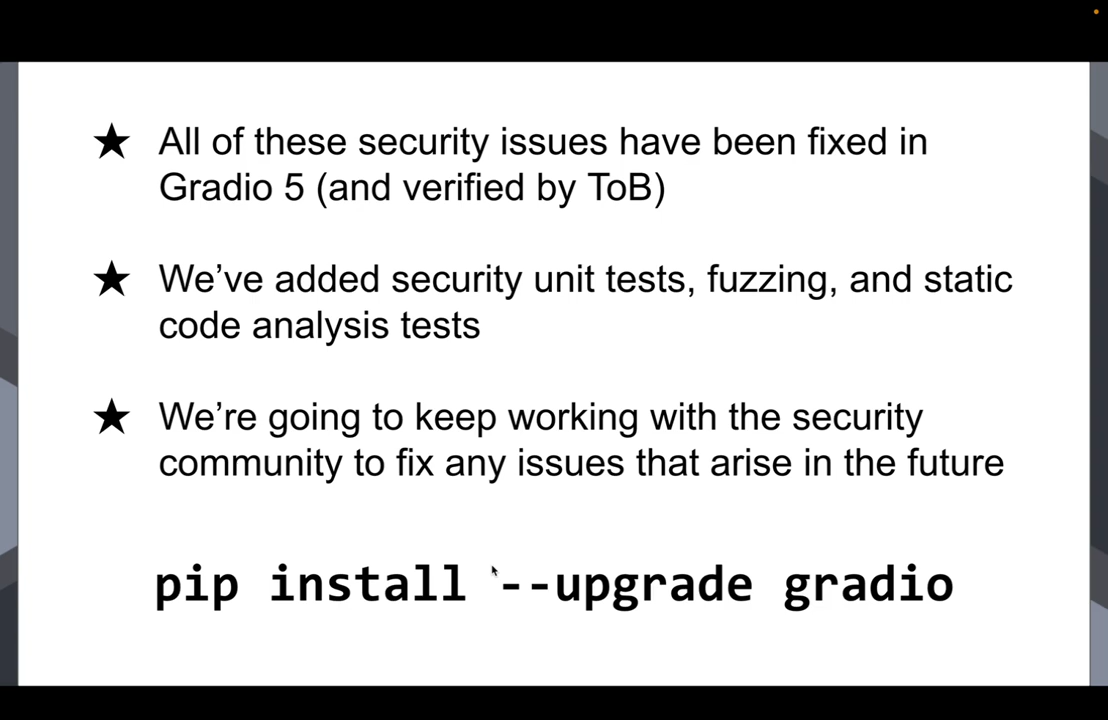 ★ All of these security issues have been fixed in
Gradio 5 (and verified by ToB)
★ We’ve added security unit tests, fuzzing, and static
code analysis tests
★ We’re going to keep working with the security
community to fix any issues that arise in the future
pip install --upgrade gradio